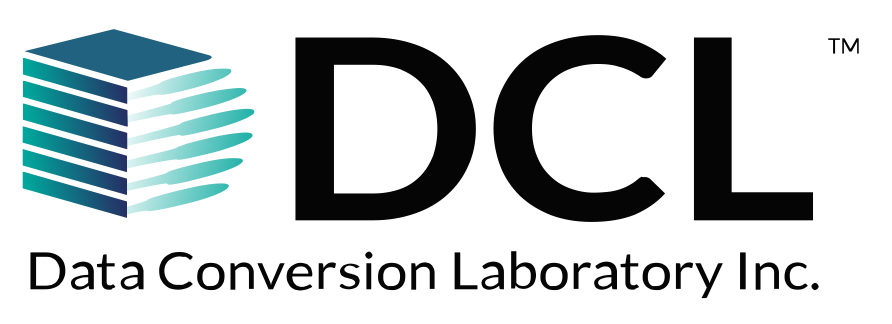 DCL™
Data Conversion Laboratory Inc.